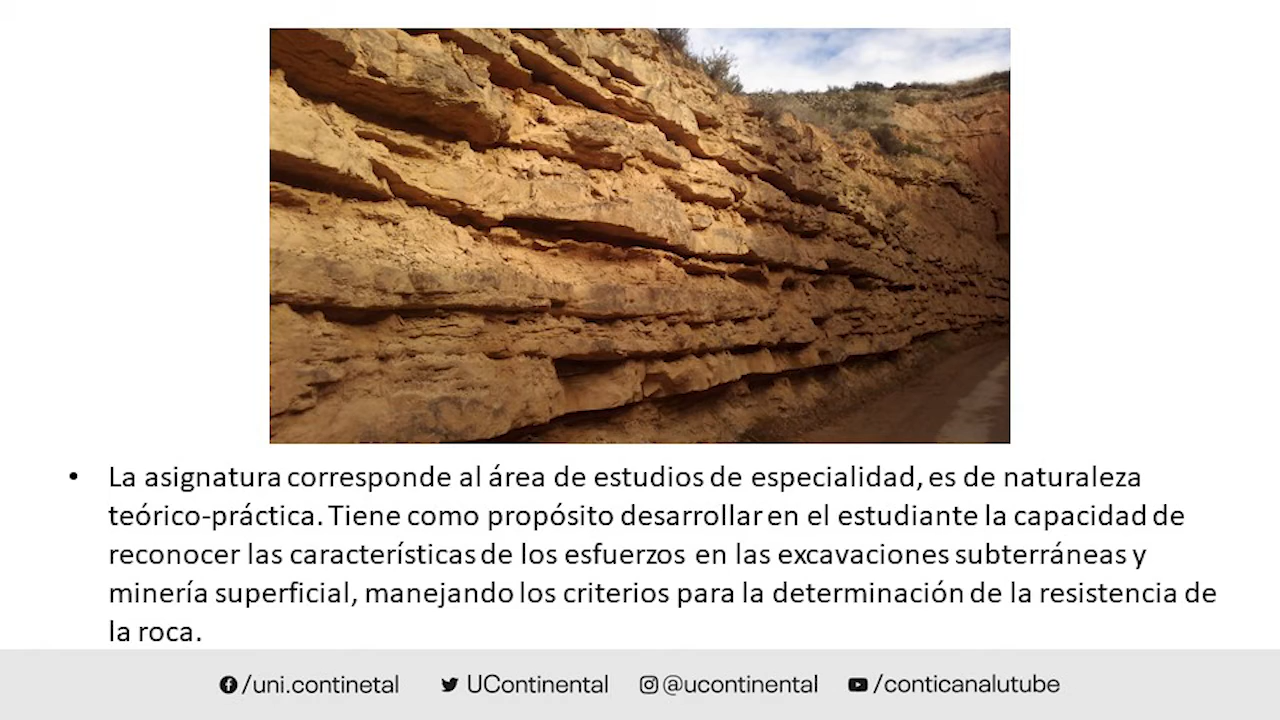 • La asignatura corresponde al área de estudios de especialidad, es de naturaleza
teórico-práctica. Tiene como propósito desarrollar en el estudiante la capacidad de
reconocer las características de los esfuerzos en las excavaciones subterráneas y
minería superficial, manejando los criterios para la determinación de la resistencia de
la roca.
/uni.continetal UContinental @ucontinental /conticanalutube